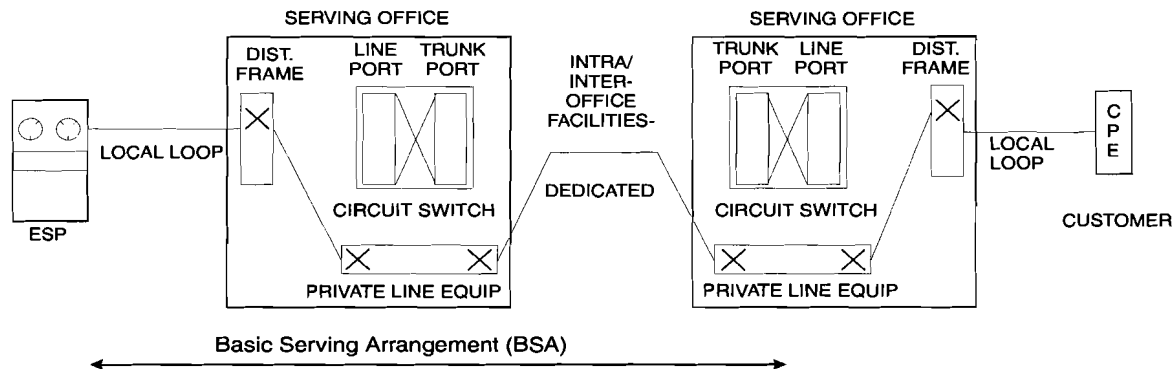 SERVING OFFICE
SERVING OFFICE
DIST.
FRAME
LINE
PORT
TRUNK
PORT
INTRA/
INTER-
OFFICE
FACILITIES-
TRUNK
PORT
LINE
PORT
DIST.
FRAME
LOCAL LOOP
DEDICATED
LOCAL
LOOP
C
P
E
ESP
CIRCUIT SWITCH
CIRCUIT SWITCH
CUSTOMER
PRIVATE LINE EQUIP
PRIVATE LINE EQUIP
Basic Serving Arrangement (BSA)